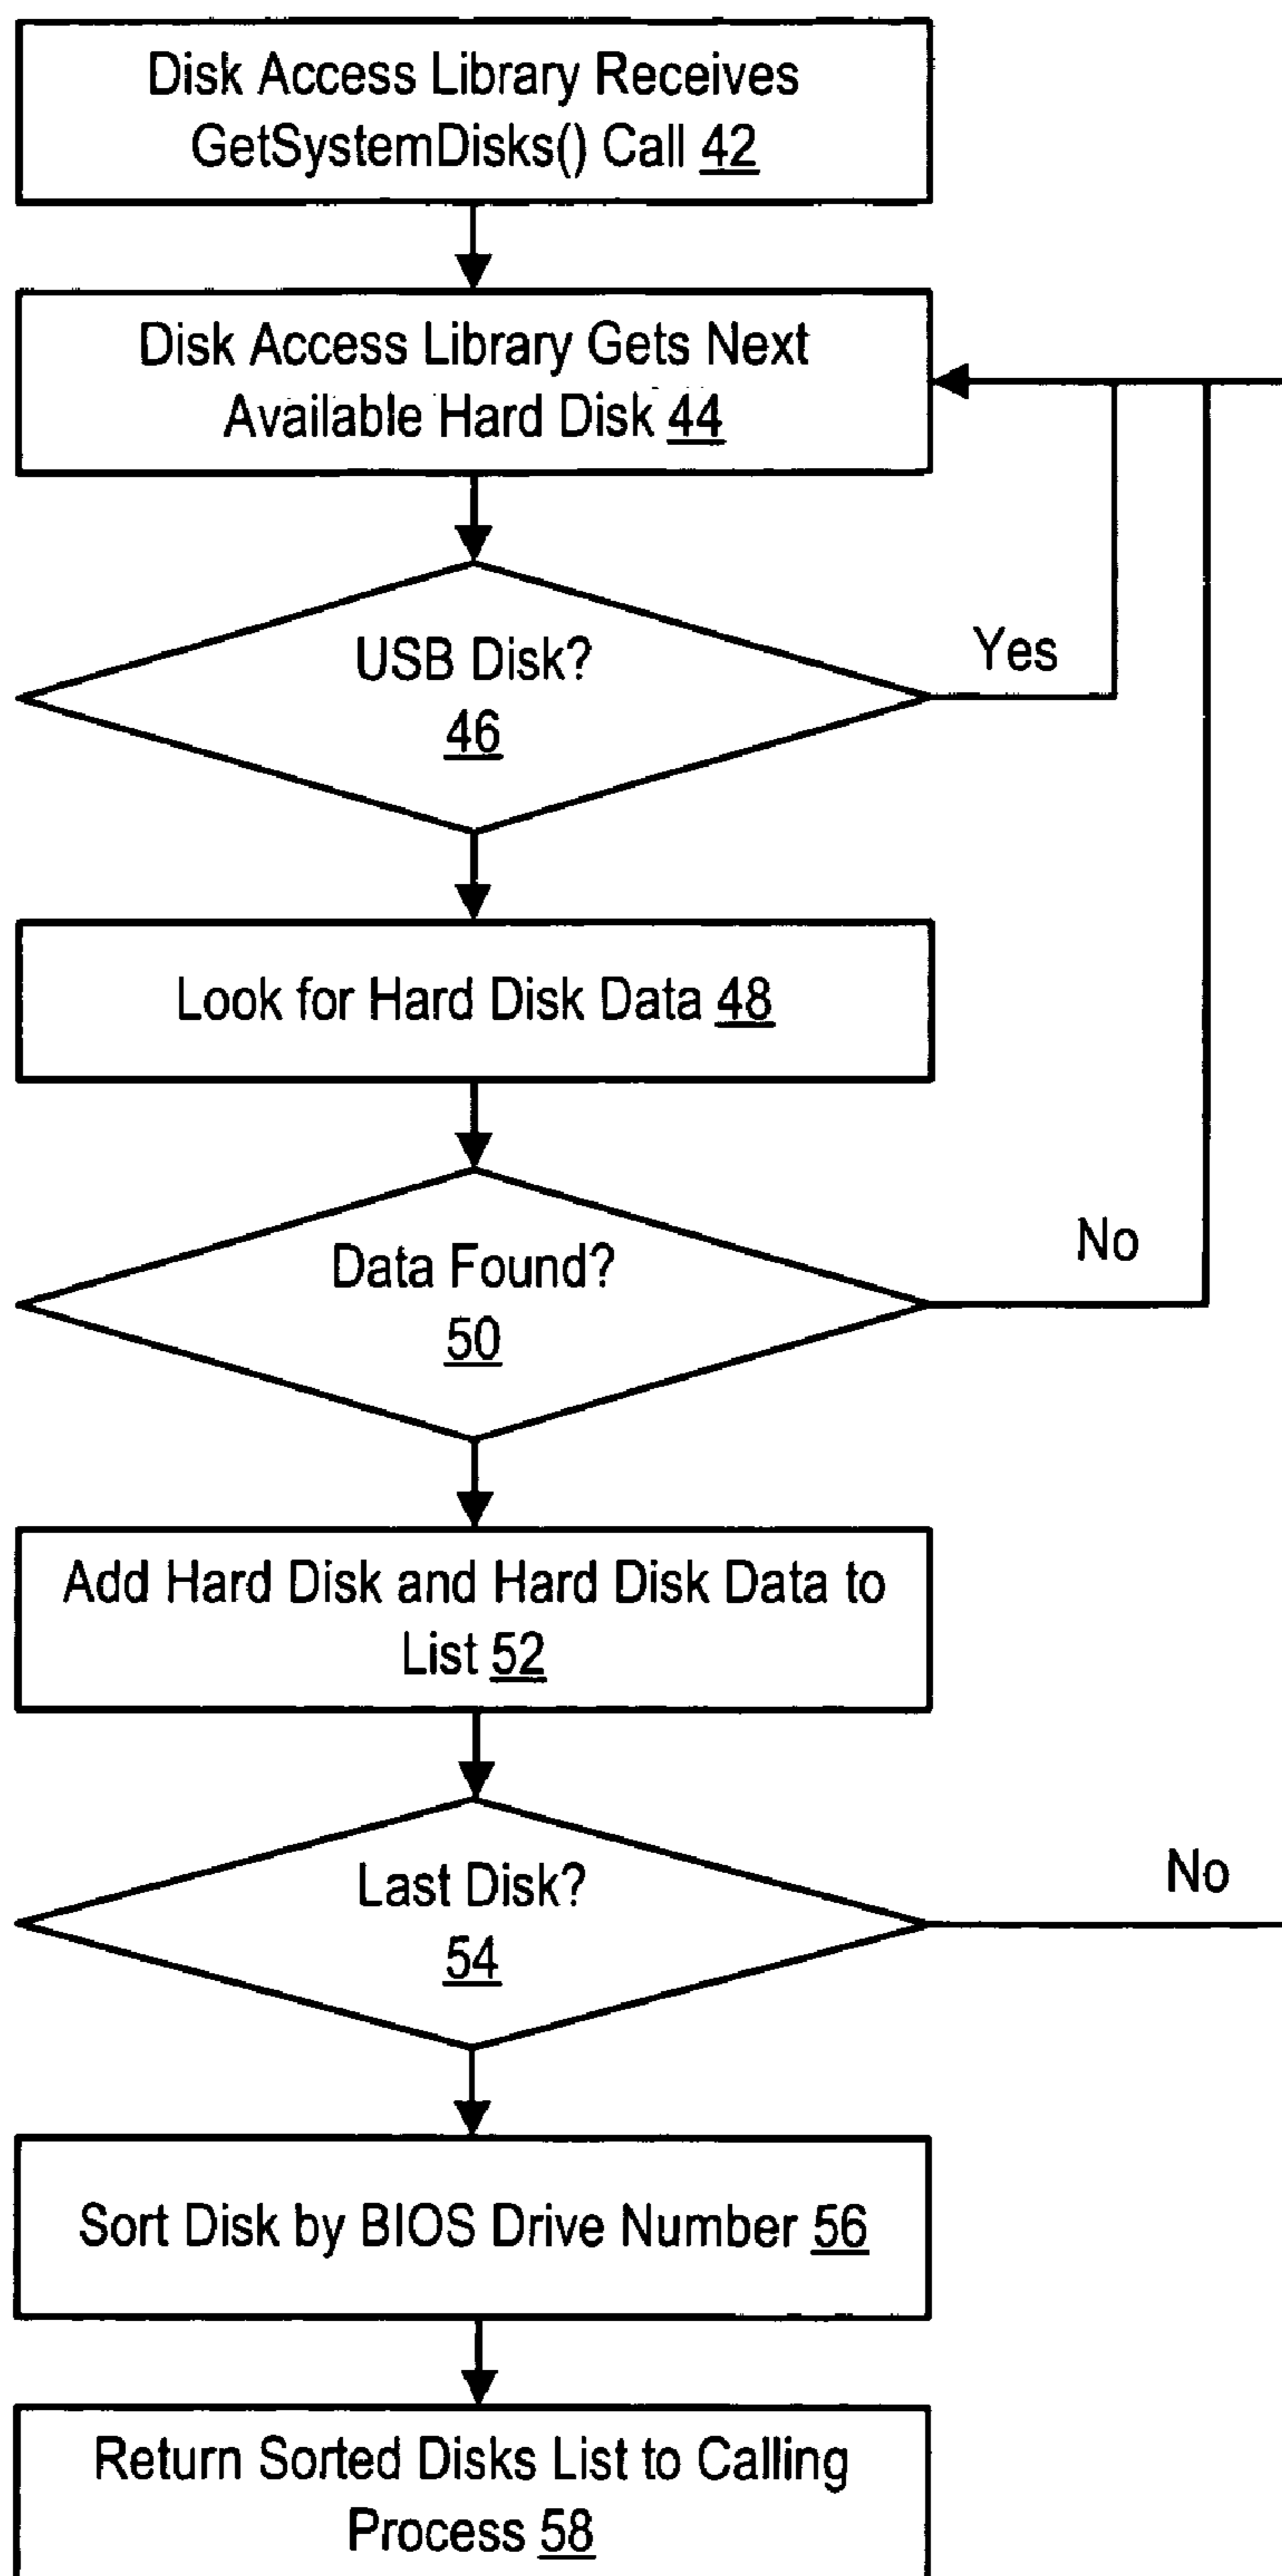 Disk Access Library Receives
GetSystemDisks() Call 42
Disk Access Library Gets Next
Available Hard Disk 44
USB Disk?
46
Yes
Look for Hard Disk Data 48
Data Found?
50
No
Add Hard Disk and Hard Disk Data to
List 52
Last Disk?
54
No
Sort Disk by BIOS Drive Number 56
Return Sorted Disks List to Calling
Process 58